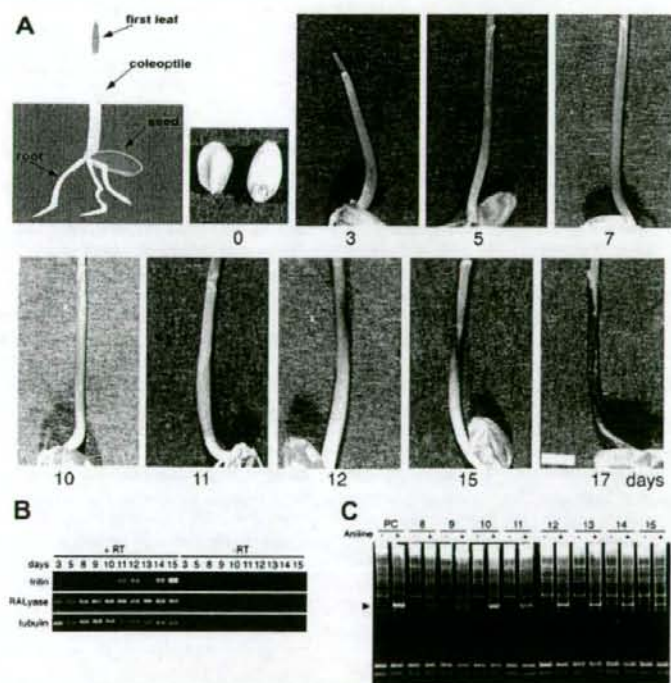 A
first leaf
coleoptile
seed
root
0
3
5
7
10
11
12
15
17 days
B
+ RT
-RT
days 3 5 8 9 10 11 12 13 14 15 3 5 8 9 10 11 12 13 14 15
tritin
RALyase
tubulin
C
PC 8 9 10 11 12 13 14 15
Aniline - + - + - + - + - + - + - + - + - +